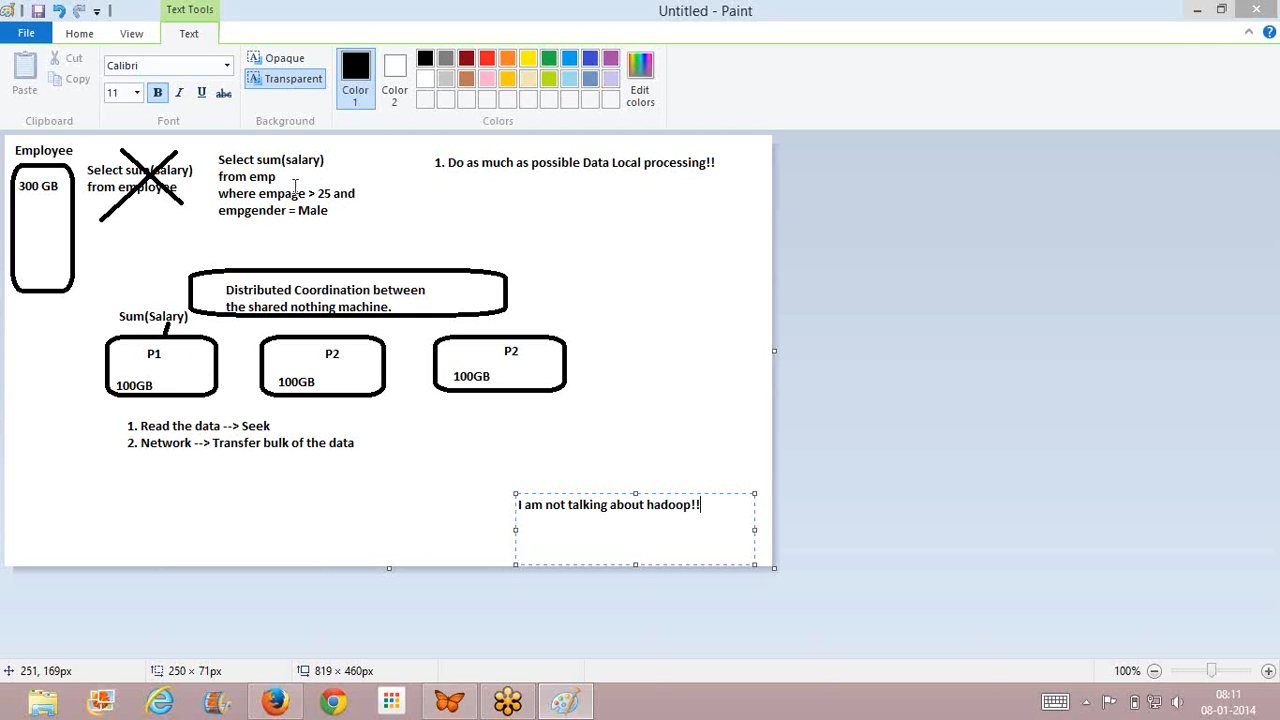 Untitled - Paint
Text Tools
File
Home
View
Text
Paste
Cut
Copy
Clipboard
Calibri
11
B
I
U
abc
Font
Opaque
Transparent
Background
Color 1
Color 2
Edit colors
Colors
Employee
300 GB
Select sum(salary)
from employee
Select sum(salary)
from emp
where empage > 25 and
empgender = Male
1. Do as much as possible Data Local processing!!
Distributed Coordination between
the shared nothing machine.
Sum(Salary)
P1
100GB
P2
100GB
P2
100GB
1. Read the data --> Seek
2. Network --> Transfer bulk of the data
I am not talking about hadoop!!
251, 169px
250 × 71px
819 × 460px
100%
08:11
08-01-2014